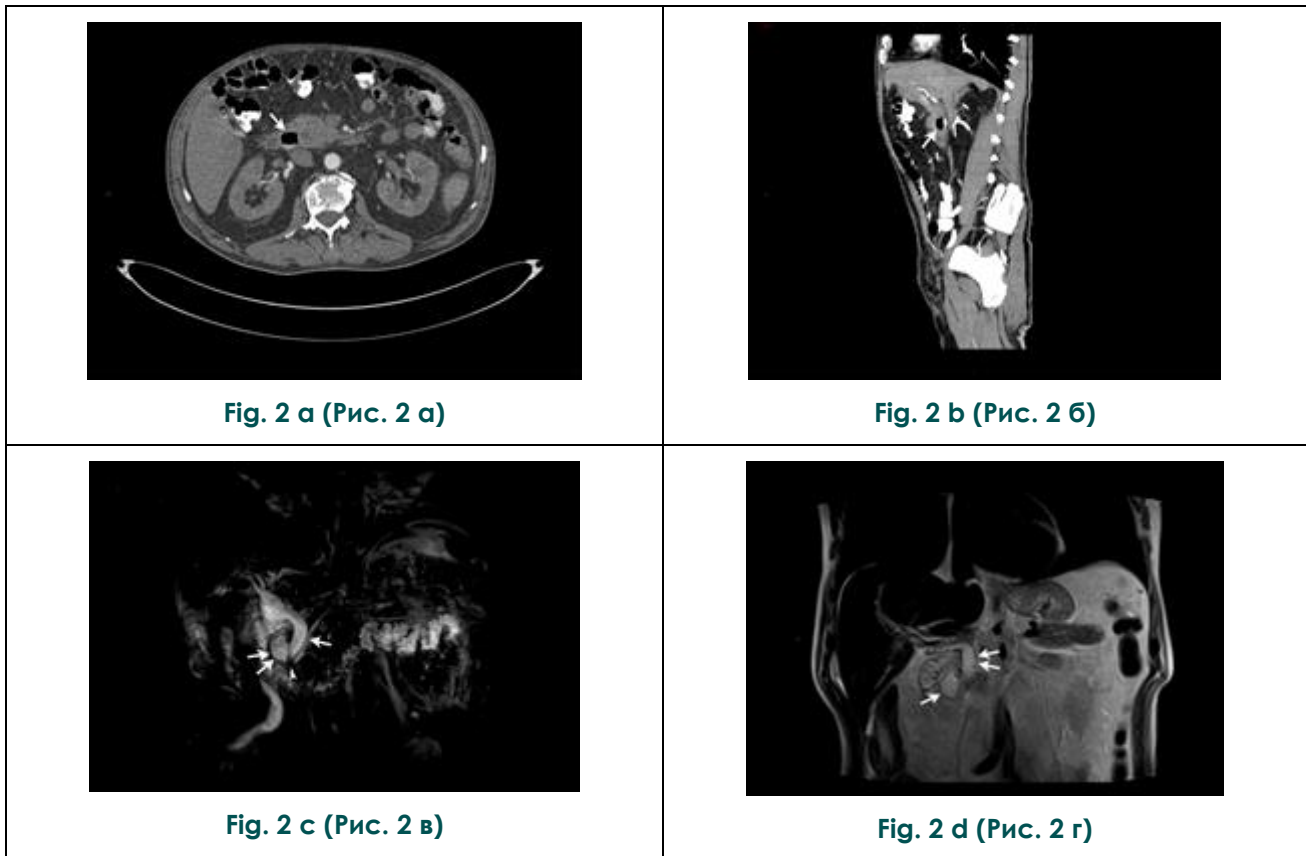 Fig. 2 a (Рис. 2 а)
Fig. 2 b (Рис. 2 б)
Fig. 2 c (Рис. 2 в)
Fig. 2 d (Рис. 2 г)